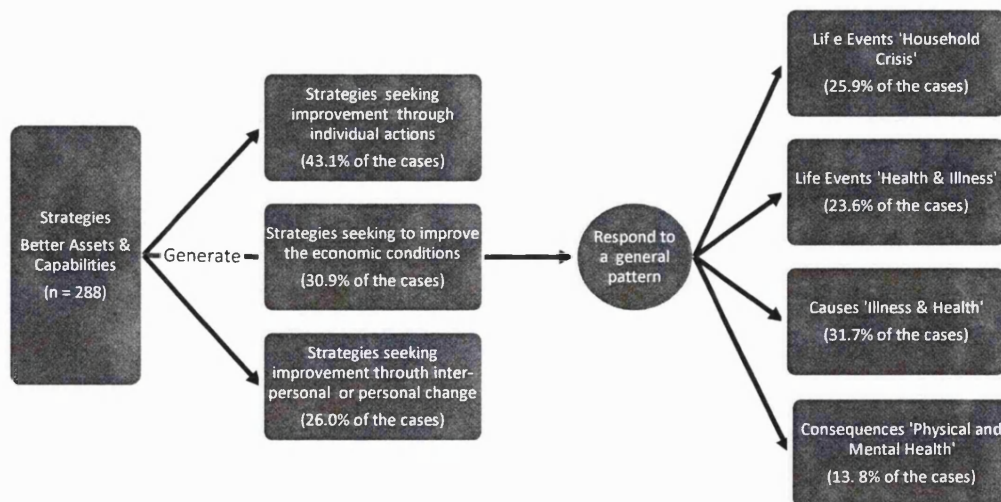 Strategies
Better Assets &
Capabilities
(n = 288)
Generate
Strategies seeking
improvement through
individual actions
(43.1% of the cases)
Strategies seeking to improve
the economic conditions
(30.9% of the cases)
Strategies seeking
improvement throuth inter-
personal or personal change
(26.0% of the cases)
Respond to
a general
pattern
Lif e Events 'Household
Crisis'
(25.9% of the cases)
Life Events 'Health & Illness'
(23.6% of the cases)
Causes 'Illness & Health'
(31.7% of the cases)
Consequences 'Physical and
Mental Health'
(13. 8% of the cases)